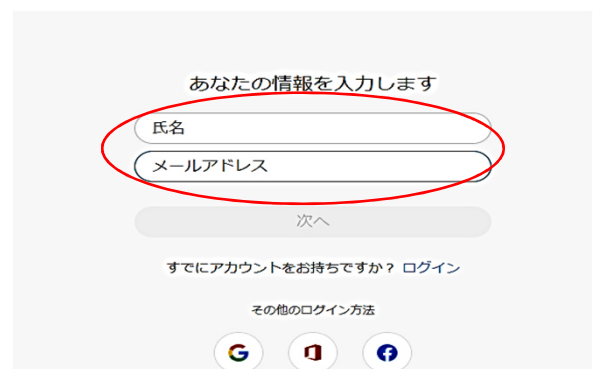 あなたの情報を入力します
氏名
メールアドレス
次へ
すでにアカウントをお持ちですか？ ログイン
その他のログイン方法